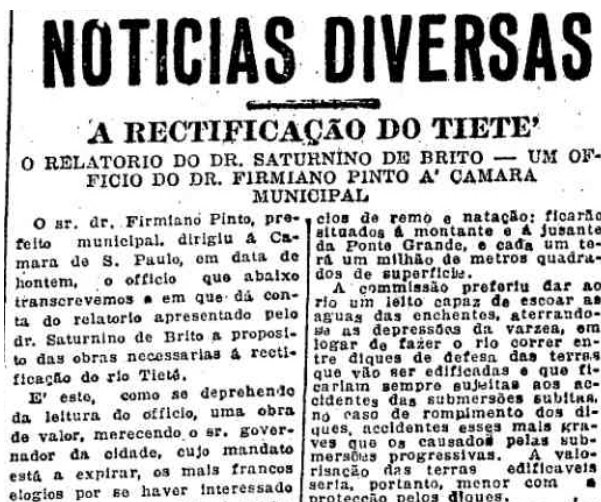 NOTICIAS DIVERSAS
A RECTIFICAÇÃO DO TIETE'
O RELATORIO DO DR. SATURNINO DE BRITO — UM OF-
FICIO DO DR. FIRMIANO PINTO A' CAMARA
MUNICIPAL
O sr. dr. Firmiano Pinto, pre-
feito municipal, dirigiu á Ca-
mara de S. Paulo, em data de
hontem, o officio que abaixo
transcrevemos e em que dá con-
ta do relatorio apresentado pelo
dr. Saturnino de Brito a proposi-
to das obras necessarias á recti-
ficação do rio Tieté.
E' este, como se deprehende
da leitura do officio, uma obra
de valor, merecendo o sr. gover-
nador da cidade, cujo mandato
está a expirar, os mais francos
elogios por se haver interessado
cios de remo e natação; ficarão
situados á montante e á jusante
da Ponte Grande, e cada um te-
rá um milhão de metros quadra-
dos de superficie.
A commissão preferiu dar ao
rio um leito capaz de escoar as
aguas das enchentes, aterrando-
se as depressões da varzea, em
logar de fazer o rio correr en-
tre diques de defesa das terras
que vão ser edificadas e que fi-
cariam sempre sujeitas aos ac-
cidentes das submersões subitas,
no caso de rompimento dos di-
ques, accidentes esses mais gra-
ves que os causados pelas sub-
mersões progressivas. A valo-
risação das terras edificaveis
seria, portanto, menor com a
protecção pelos diques.